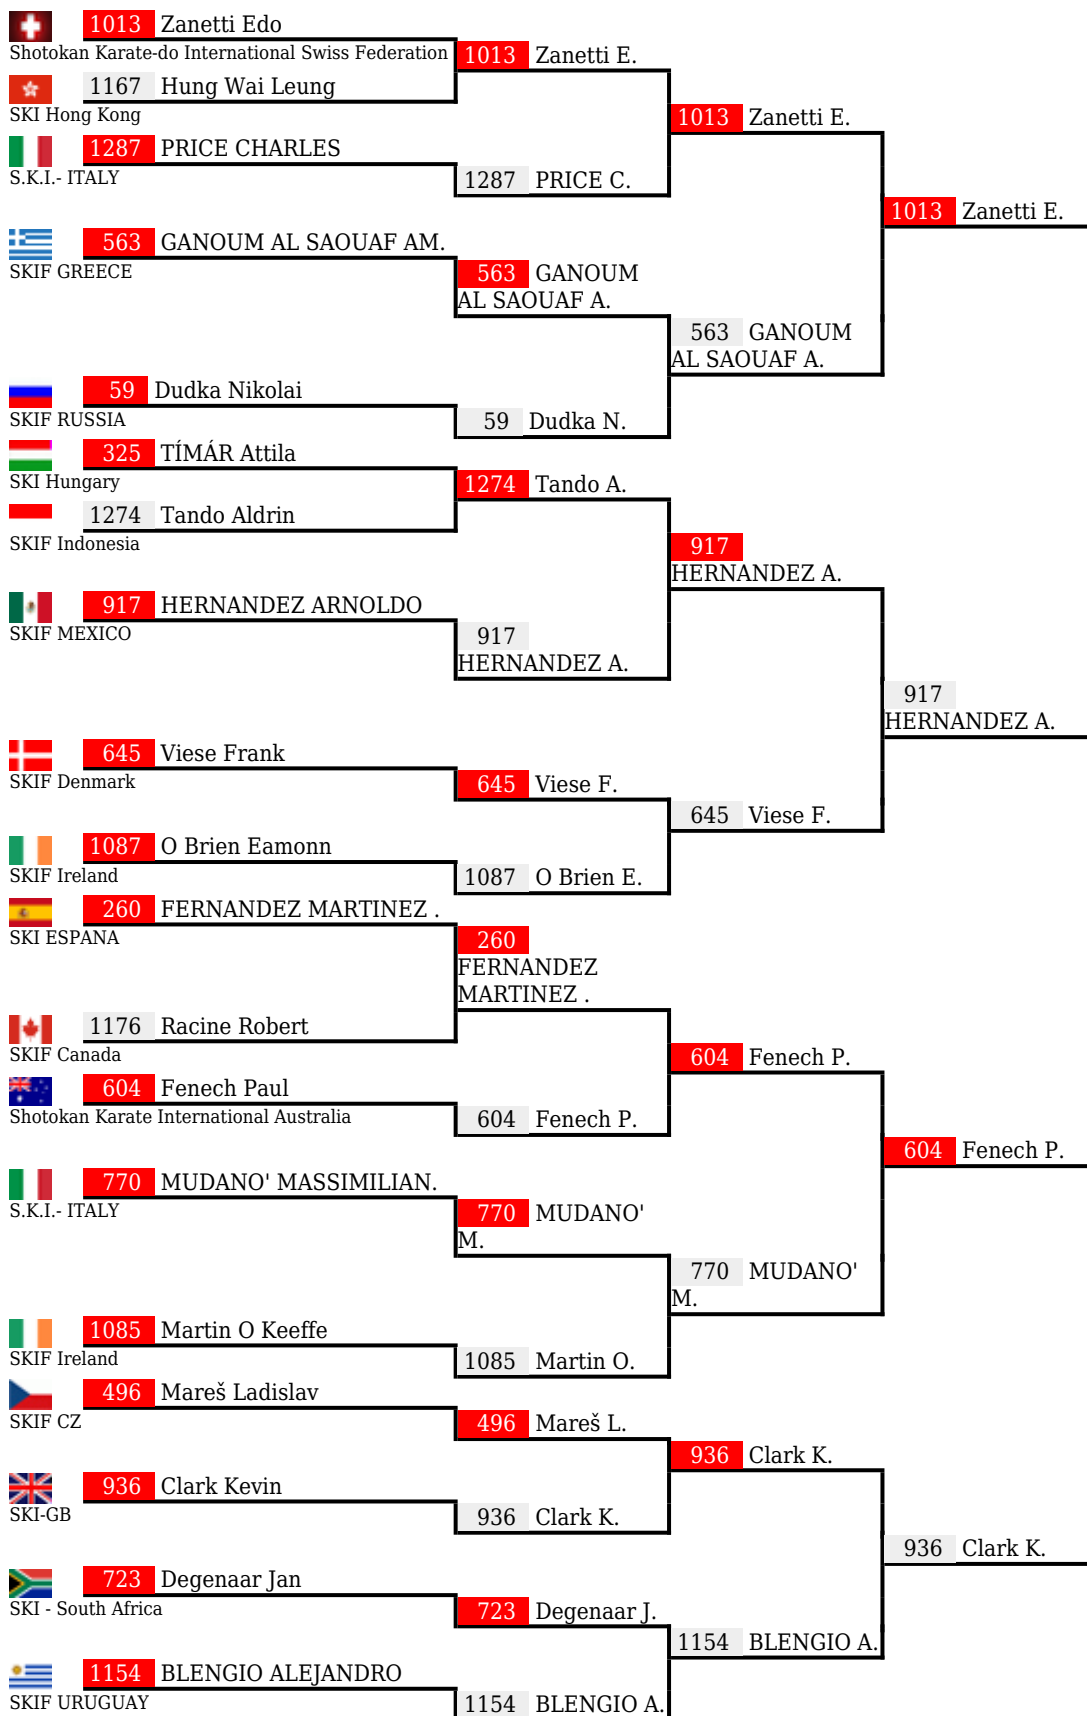 1013 Zanetti Edo
Shotokan Karate-do International Swiss Federation
1013 Zanetti E.
1167 Hung Wai Leung
SKI Hong Kong
1013 Zanetti E.
1287 PRICE CHARLES
S.K.I.- ITALY
1287 PRICE C.
1013 Zanetti E.
563 GANOUM AL SAOUAF AM.
SKIF GREECE
563 GANOUM
AL SAOUAF A.
563 GANOUM
AL SAOUAF A.
59 Dudka Nikolai
SKIF RUSSIA
59 Dudka N.
325 TÍMÁR Attila
SKI Hungary
1274 Tando A.
1274 Tando Aldrin
SKIF Indonesia
917
HERNANDEZ A.
917 HERNANDEZ ARNOLDO
SKIF MEXICO
917
HERNANDEZ A.
917
HERNANDEZ A.
645 Viese Frank
SKIF Denmark
645 Viese F.
645 Viese F.
1087 O Brien Eamonn
SKIF Ireland
1087 O Brien E.
260 FERNANDEZ MARTINEZ .
SKI ESPANA
260
FERNANDEZ
MARTINEZ .
1176 Racine Robert
SKIF Canada
604 Fenech P.
604 Fenech Paul
Shotokan Karate International Australia
604 Fenech P.
604 Fenech P.
770 MUDANO' MASSIMILIAN.
S.K.I.- ITALY
770 MUDANO'
M.
770 MUDANO'
M.
1085 Martin O Keeffe
SKIF Ireland
1085 Martin O.
496 Mareš Ladislav
SKIF CZ
496 Mareš L.
936 Clark K.
936 Clark Kevin
SKI-GB
936 Clark K.
936 Clark K.
723 Degenaar Jan
SKI - South Africa
723 Degenaar J.
1154 BLENGIO A.
1154 BLENGIO ALEJANDRO
SKIF URUGUAY
1154 BLENGIO A.